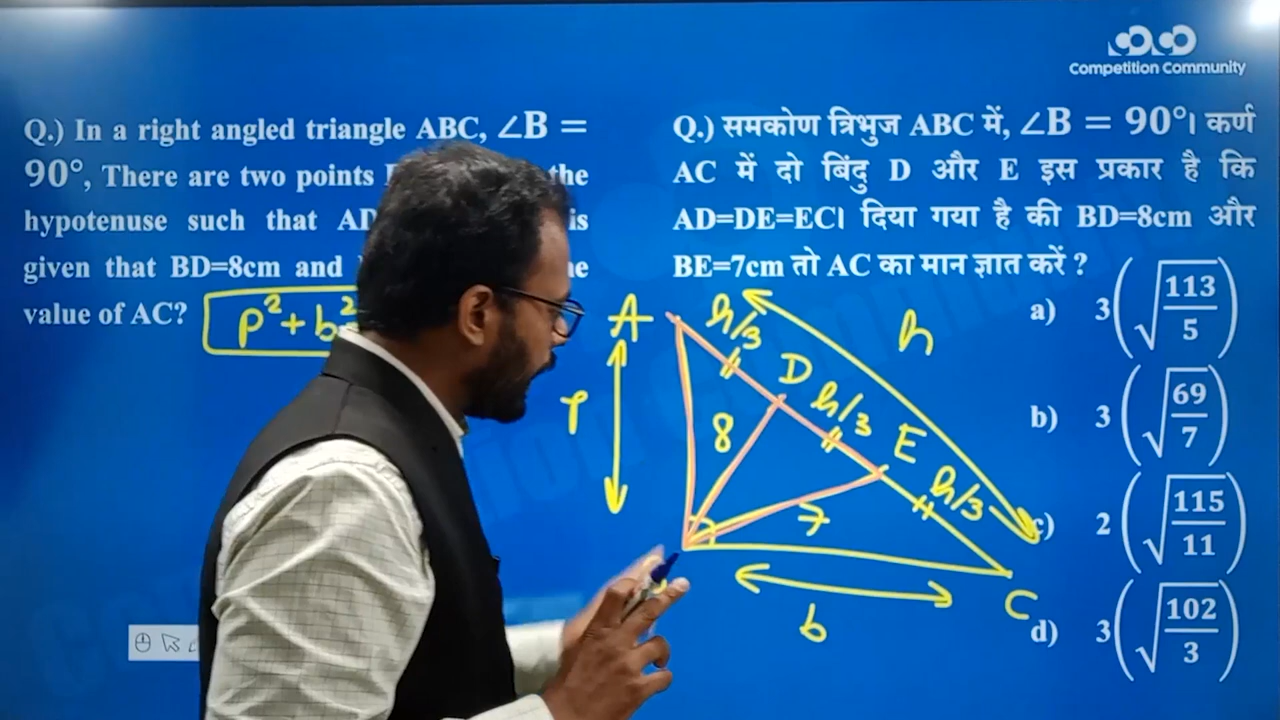 Competition Community
Q.) In a right angled triangle ABC, ∠B =
90°, There are two points the
hypotenuse such that AD is
given that BD=8cm and
value of AC?
p² + b²
Q.) समकोण त्रिभुज ABC में, ∠B = 90°। कर्ण
AC में दो बिंदु D और E इस प्रकार है कि
AD=DE=EC। दिया गया है की BD=8cm और
BE=7cm तो AC का मान ज्ञात करें ?
a) 3(√(113/5))
b) 3(√(69/7))
c) 2(√(115/11))
d) 3(√(102/3))
A
h/3
h
D
h/3
8
P
E
h/3
7
C
b